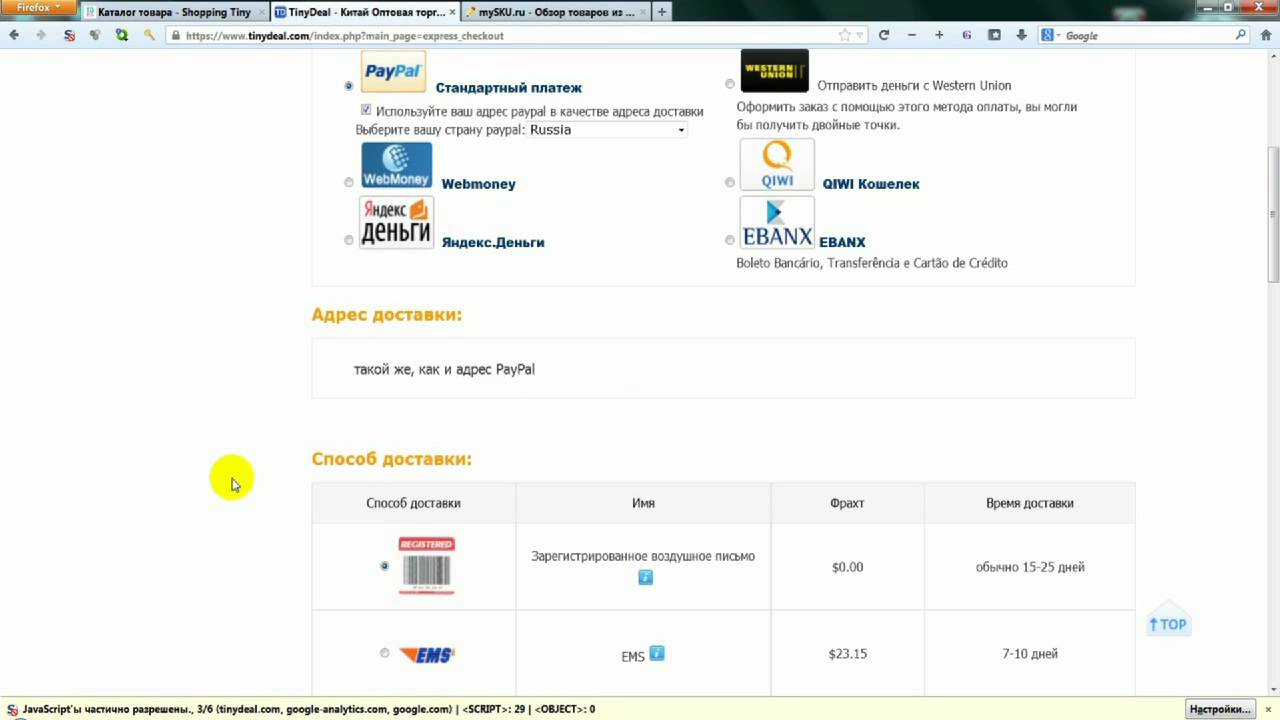 Firefox
Каталог товара - Shopping Tiny
TinyDeal - Китай Оптовая торг...
mySKU.ru - Обзор товаров из ...
https://www.tinydeal.com/index.php?main_page=express_checkout
Google
PayPal
Стандартный платеж
WESTERN UNION
Отправить деньги с Western Union
Используйте ваш адрес paypal в качестве адреса доставки
Оформить заказ с помощью этого метода оплаты, вы могли
Выберите вашу страну paypal: Russia
бы получить двойные точки.
WebMoney
Webmoney
QIWI
QIWI Кошелек
Яндекс
деньги
Яндекс.Деньги
EBANX
EBANX
Boleto Bancário, Transferência e Cartão de Crédito
Адрес доставки:
такой же, как и адрес PayPal
Способ доставки:
Способ доставки
Имя
Фрахт
Время доставки
REGISTERED
Зарегистрированное воздушное письмо
$0.00
обычно 15-25 дней
EMS
EMS
$23.15
7-10 дней
TOP
JavaScript'ы частично разрешены., 3/6 (tinydeal.com, google-analytics.com, google.com) | <SCRIPT>: 29 | <OBJECT>: 0
Настройки...